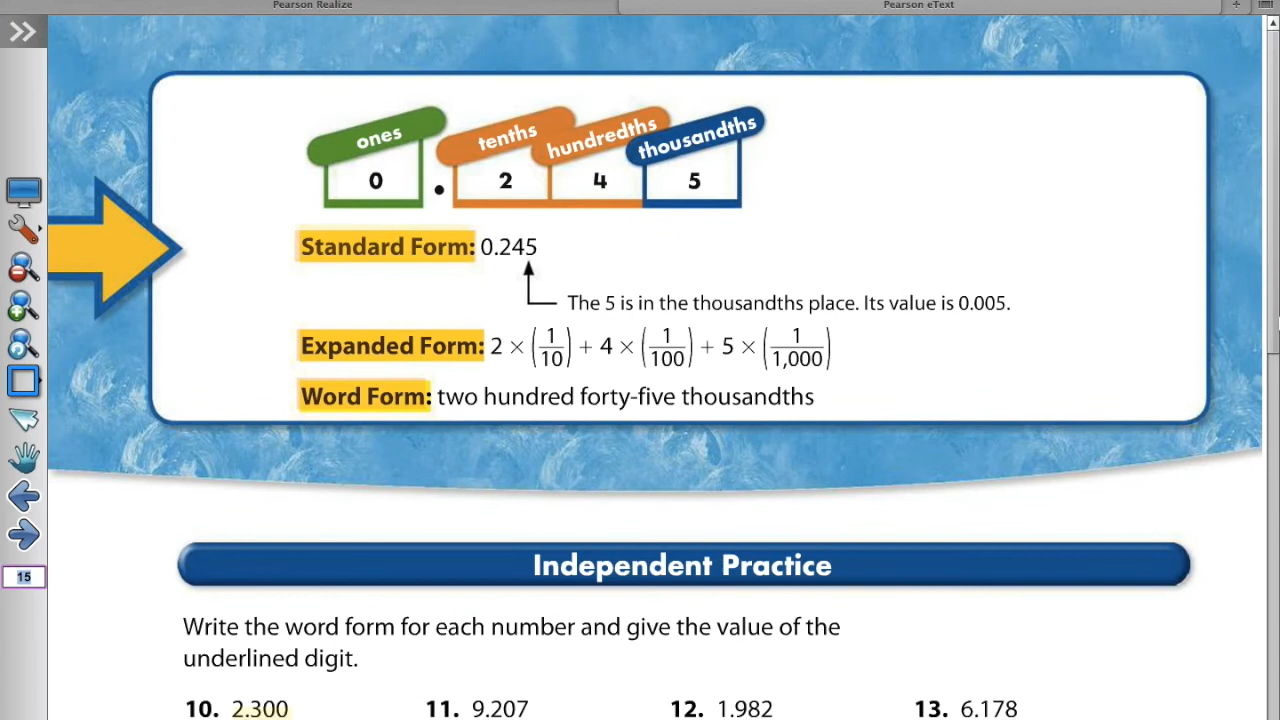 Pearson Realize
Pearson eText
ones tenths hundredths thousandths
0 . 2 4 5
Standard Form: 0.245
The 5 is in the thousandths place. Its value is 0.005.
Expanded Form: 2 × (1/10) + 4 × (1/100) + 5 × (1/1,000)
Word Form: two hundred forty-five thousandths
15
Independent Practice
Write the word form for each number and give the value of the
underlined digit.
10. 2.300 11. 9.207 12. 1.982 13. 6.178